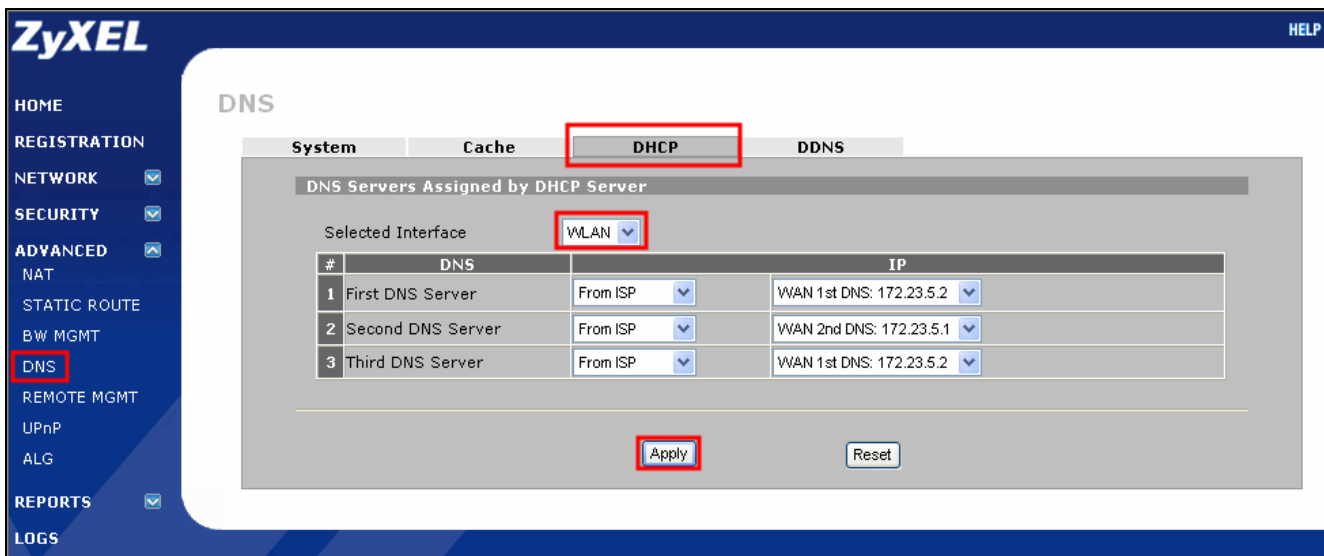 ZyXEL
HELP
HOME
REGISTRATION
NETWORK
SECURITY
ADVANCED
NAT
STATIC ROUTE
BW MGMT
DNS
REMOTE MGMT
UPnP
ALG
REPORTS
LOGS
DNS
System Cache DHCP DDNS
DNS Servers Assigned by DHCP Server
Selected Interface WLAN
# DNS IP
1 First DNS Server From ISP WAN 1st DNS: 172.23.5.2
2 Second DNS Server From ISP WAN 2nd DNS: 172.23.5.1
3 Third DNS Server From ISP WAN 1st DNS: 172.23.5.2
Apply Reset